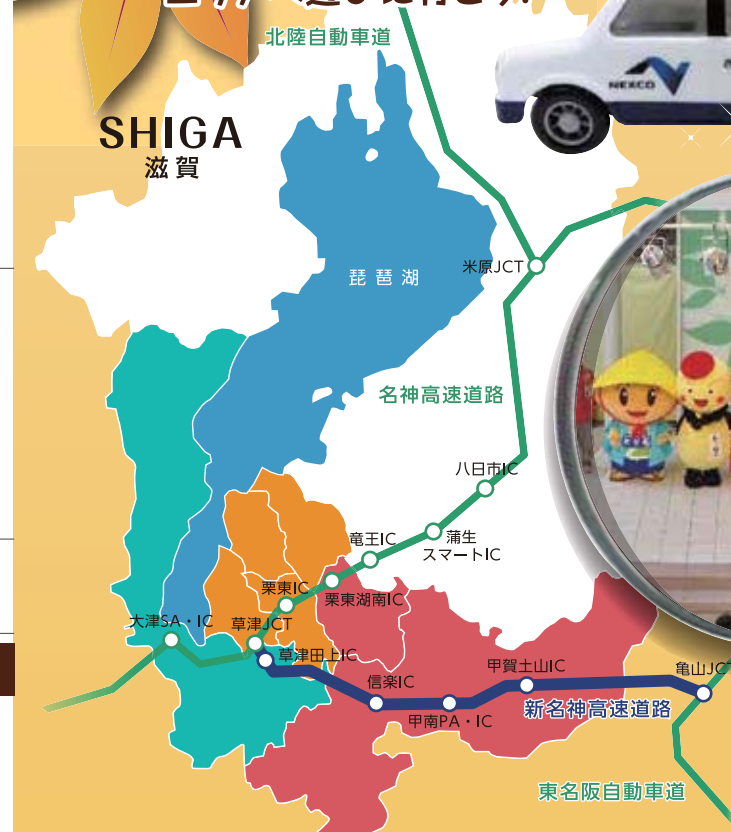 北陸自動車道
SHIGA
滋賀
NEXCO
琵琶湖
米原JCT
名神高速道路
八日市IC
蒲生
スマートIC
竜王IC
栗東湖南IC
栗東IC
大津SA・IC
草津JCT
草津田上IC
信楽IC
甲南PA・IC
甲賀土山IC
亀山JCT
新名神高速道路
東名阪自動車道